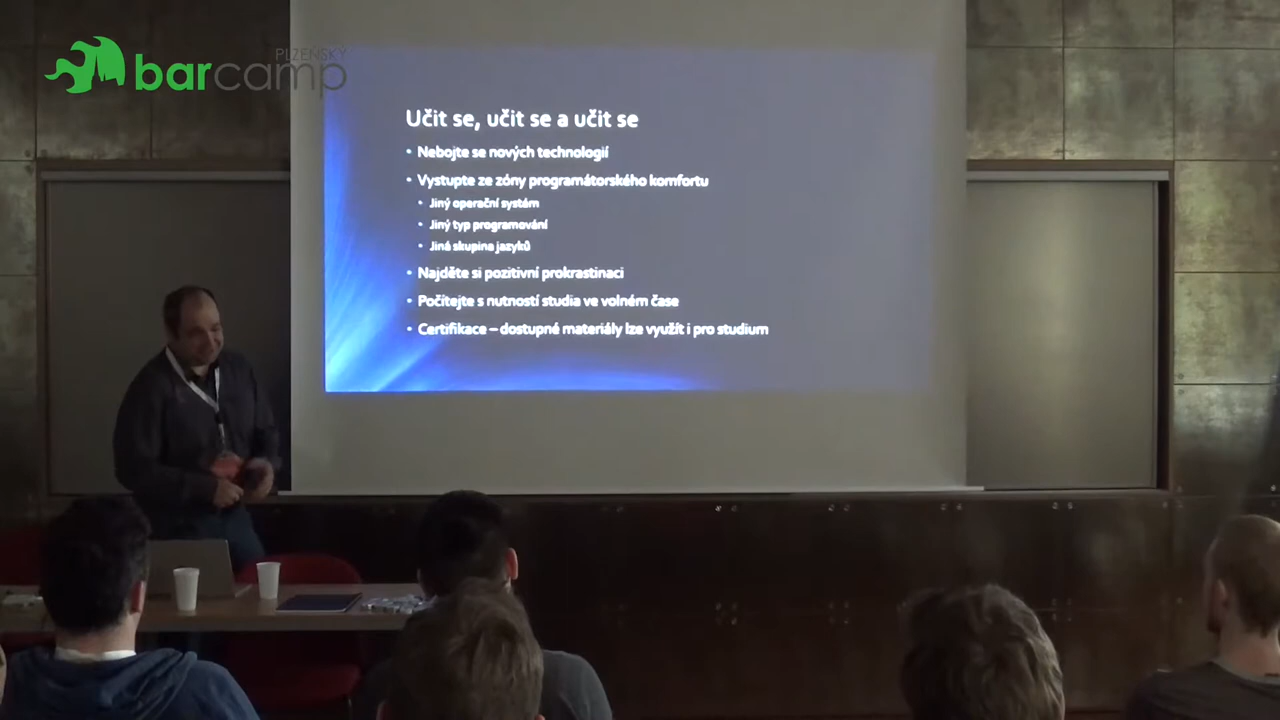 PLZEŇSKÝ
barcamp
Učit se, učit se a učit se
• Nebojte se nových technologií
• Vystupte ze zóny programátorského komfortu
• Jiný operační systém
• Jiný typ programování
• Jiná skupina jazyků
• Najděte si pozitivní prokrastinaci
• Počítejte s nutností studia ve volném čase
• Certifikace – dostupné materiály lze využít i pro studium